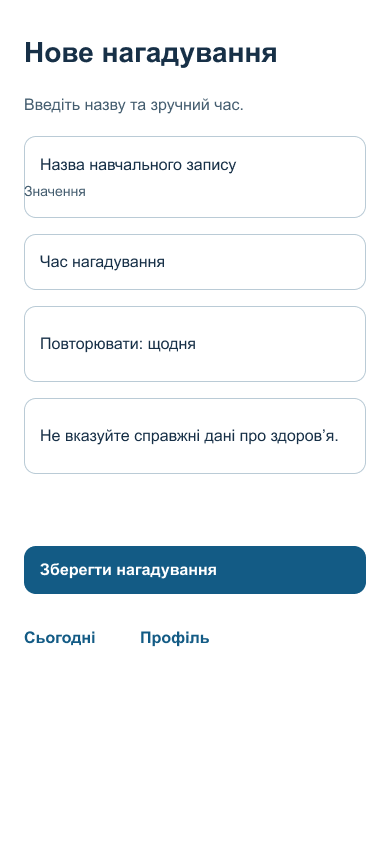 Нове нагадування
Введіть назву та зручний час.
Назва навчального запису
Значення
Час нагадування
Повторювати: щодня
Не вказуйте справжні дані про здоров’я.
Зберегти нагадування
Сьогодні Профіль